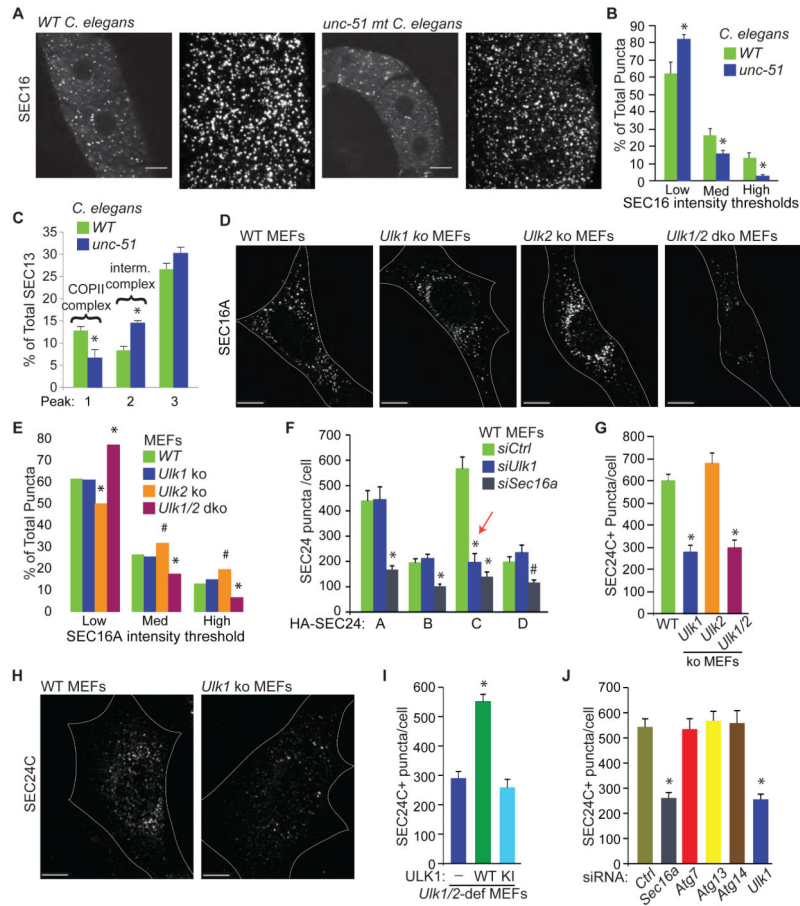 A
WT C. elegans
unc-51 mt C. elegans
SEC16
B
C. elegans
WT
unc-51
% of Total Puncta
90
80
70
60
50
40
30
20
10
0
*
*
*
Low
Med
High
SEC16 intensity thresholds
C
C. elegans
WT
unc-51
% of Total SEC13
35
30
25
20
15
10
5
0
COPII
complex
interm.
complex
*
*
Peak: 1 2 3
D
WT MEFs
Ulk1 ko MEFs
Ulk2 ko MEFs
Ulk1/2 dko MEFs
SEC16A
E
MEFs
WT
Ulk1 ko
Ulk2 ko
Ulk1/2 dko
% of Total Puncta
80
70
60
50
40
30
20
10
0
*
*
#
*
#
*
Low Med High
SEC16A intensity threshold
F
WT MEFs
siCtrl
siUlk1
siSec16a
SEC24 puncta /cell
700
600
500
400
300
200
100
0
*
*
*
*
#
HA-SEC24: A B C D
G
SEC24C+ Puncta/cell
800
700
600
500
400
300
200
100
0
*
*
WT
Ulk1
Ulk2
Ulk1/2
ko MEFs
H
WT MEFs
Ulk1 ko MEFs
SEC24C
I
SEC24C+ puncta/cell
600
500
400
300
200
100
0
*
ULK1: – WT KI
Ulk1/2-def MEFs
J
SEC24C+ puncta/cell
700
600
500
400
300
200
100
0
*
*
siRNA:
Ctrl
Sec16a
Atg7
Atg13
Atg14
Ulk1